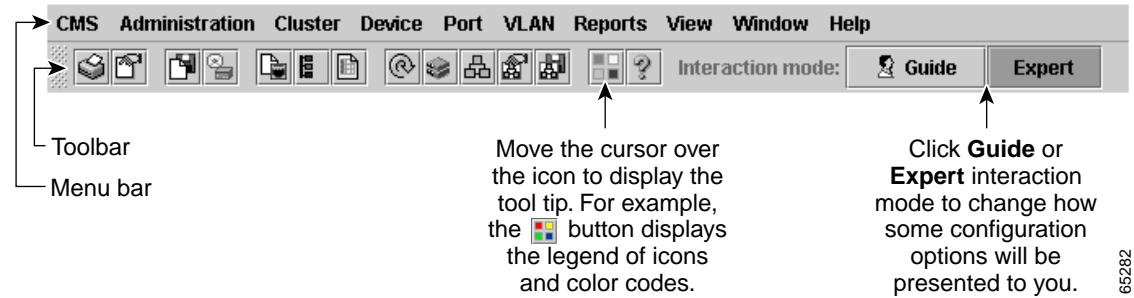 CMS Administration Cluster Device Port VLAN Reports View Window Help
Interaction mode: Guide Expert
Toolbar
Menu bar
Move the cursor over
the icon to display the
tool tip. For example,
the button displays
the legend of icons
and color codes.
Click Guide or
Expert interaction
mode to change how
some configuration
options will be
presented to you.
65282